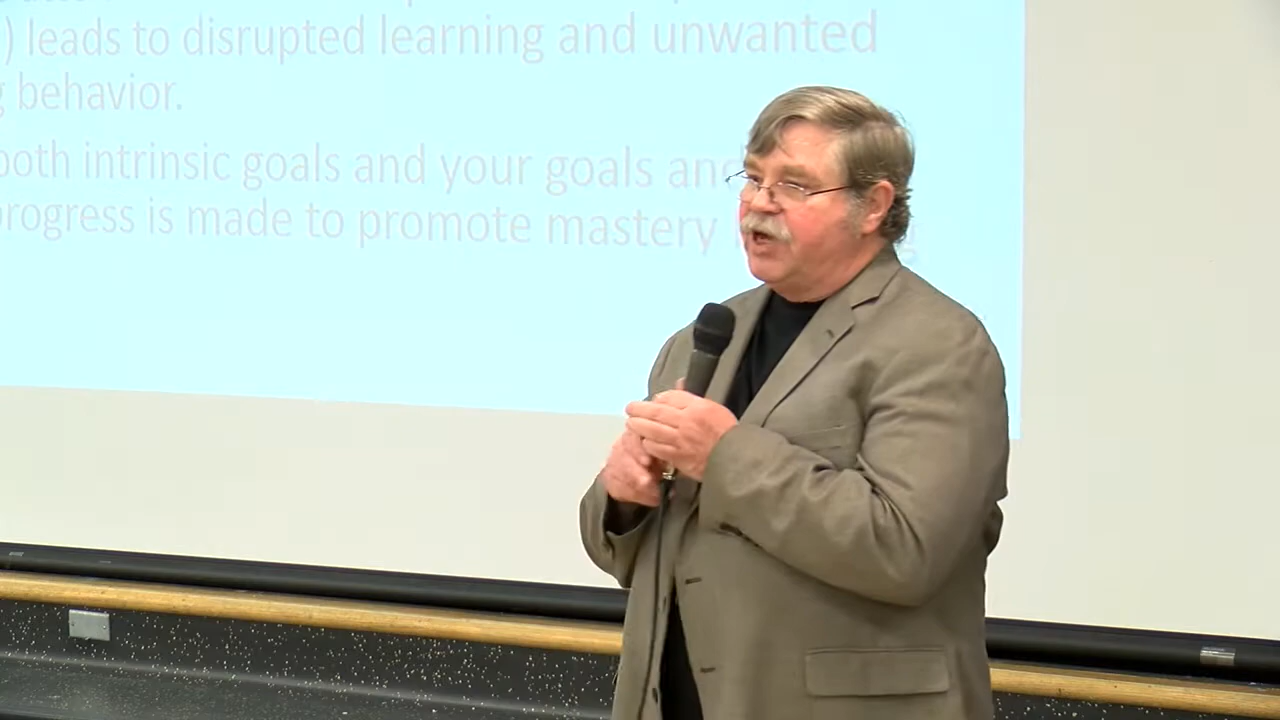 ) leads to disrupted learning and unwanted
g behavior.
both intrinsic goals and your goals and
progress is made to promote mastery